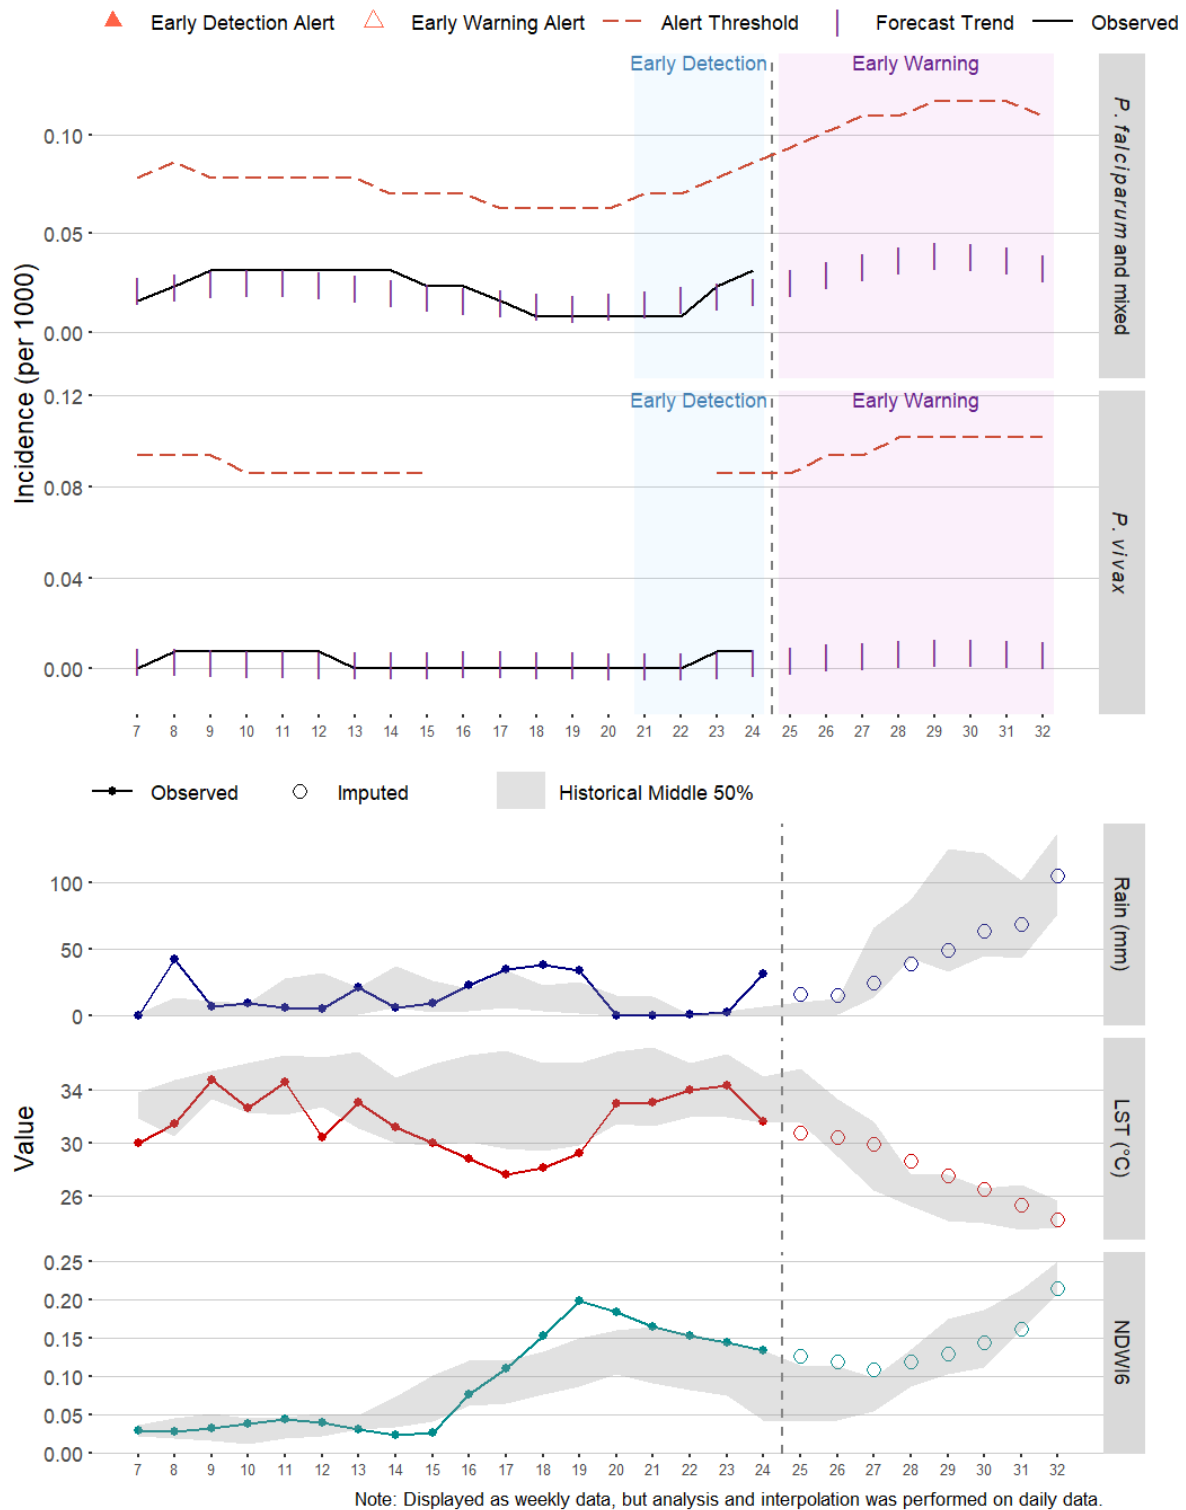 Early Detection Alert Early Warning Alert Alert Threshold Forecast Trend Observed
Early Detection Early Warning
0.10
0.05
0.00
P. falciparum and mixed
Early Detection Early Warning
0.12
0.08
0.04
0.00
P. vivax
Incidence (per 1000)
7 8 9 10 11 12 13 14 15 16 17 18 19 20 21 22 23 24 25 26 27 28 29 30 31 32
Observed Imputed Historical Middle 50%
100
50
0
Rain (mm)
34
30
26
LST (°C)
Value
0.25
0.20
0.15
0.10
0.05
0.00
NDWI6
7 8 9 10 11 12 13 14 15 16 17 18 19 20 21 22 23 24 25 26 27 28 29 30 31 32
Note: Displayed as weekly data, but analysis and interpolation was performed on daily data.